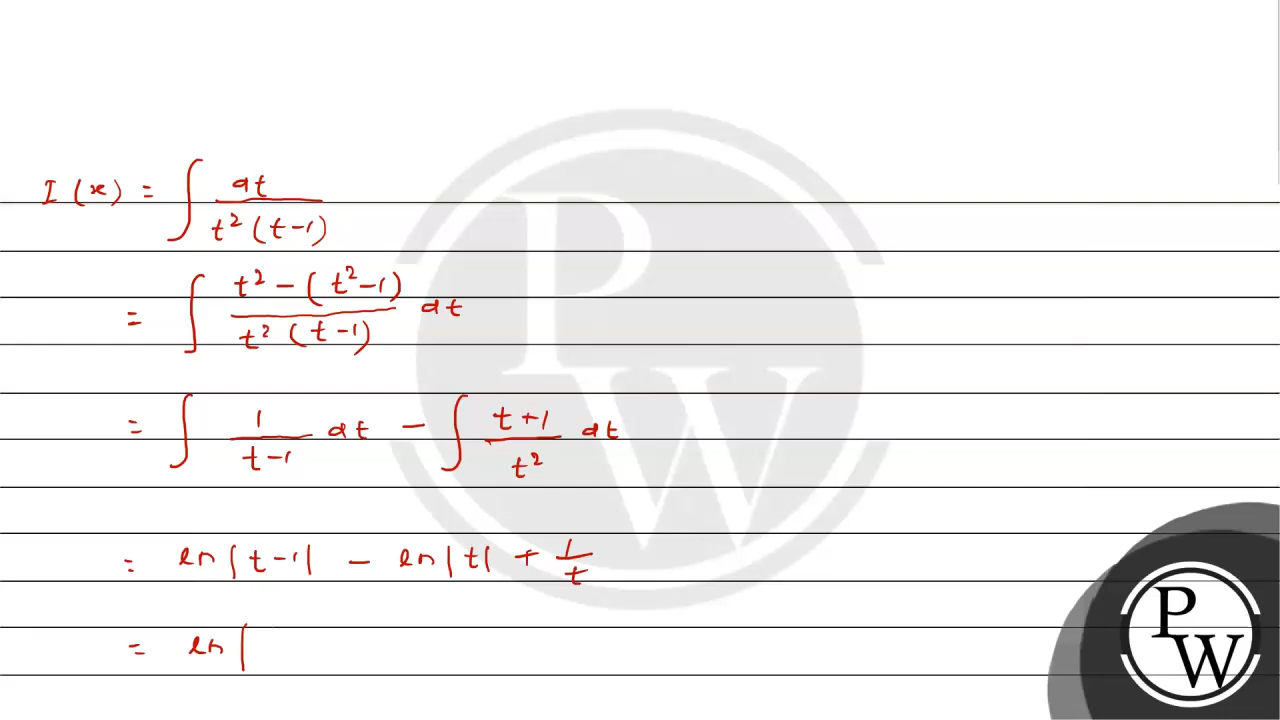 I(x) = ∫ dt / t²(t-1)
= ∫ t² - (t²-1) / t²(t-1) dt
= ∫ 1/(t-1) dt - ∫ (t+1)/t² dt
= ln|t-1| - ln|t| + 1/t
= ln|
PW
PW